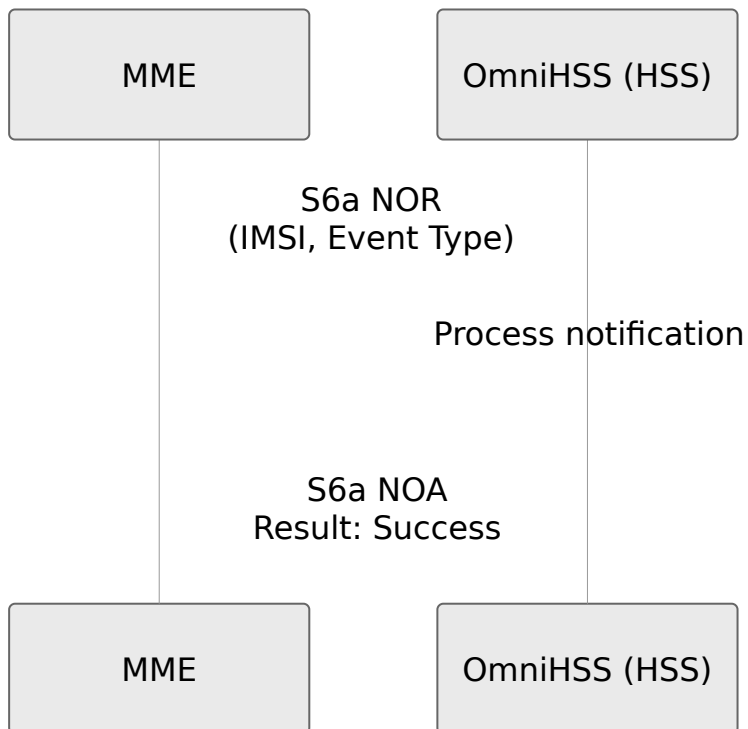 MME
OmniHSS (HSS)
S6a NOR
(IMSI, Event Type)
Process notification
S6a NOA
Result: Success
MME
OmniHSS (HSS)